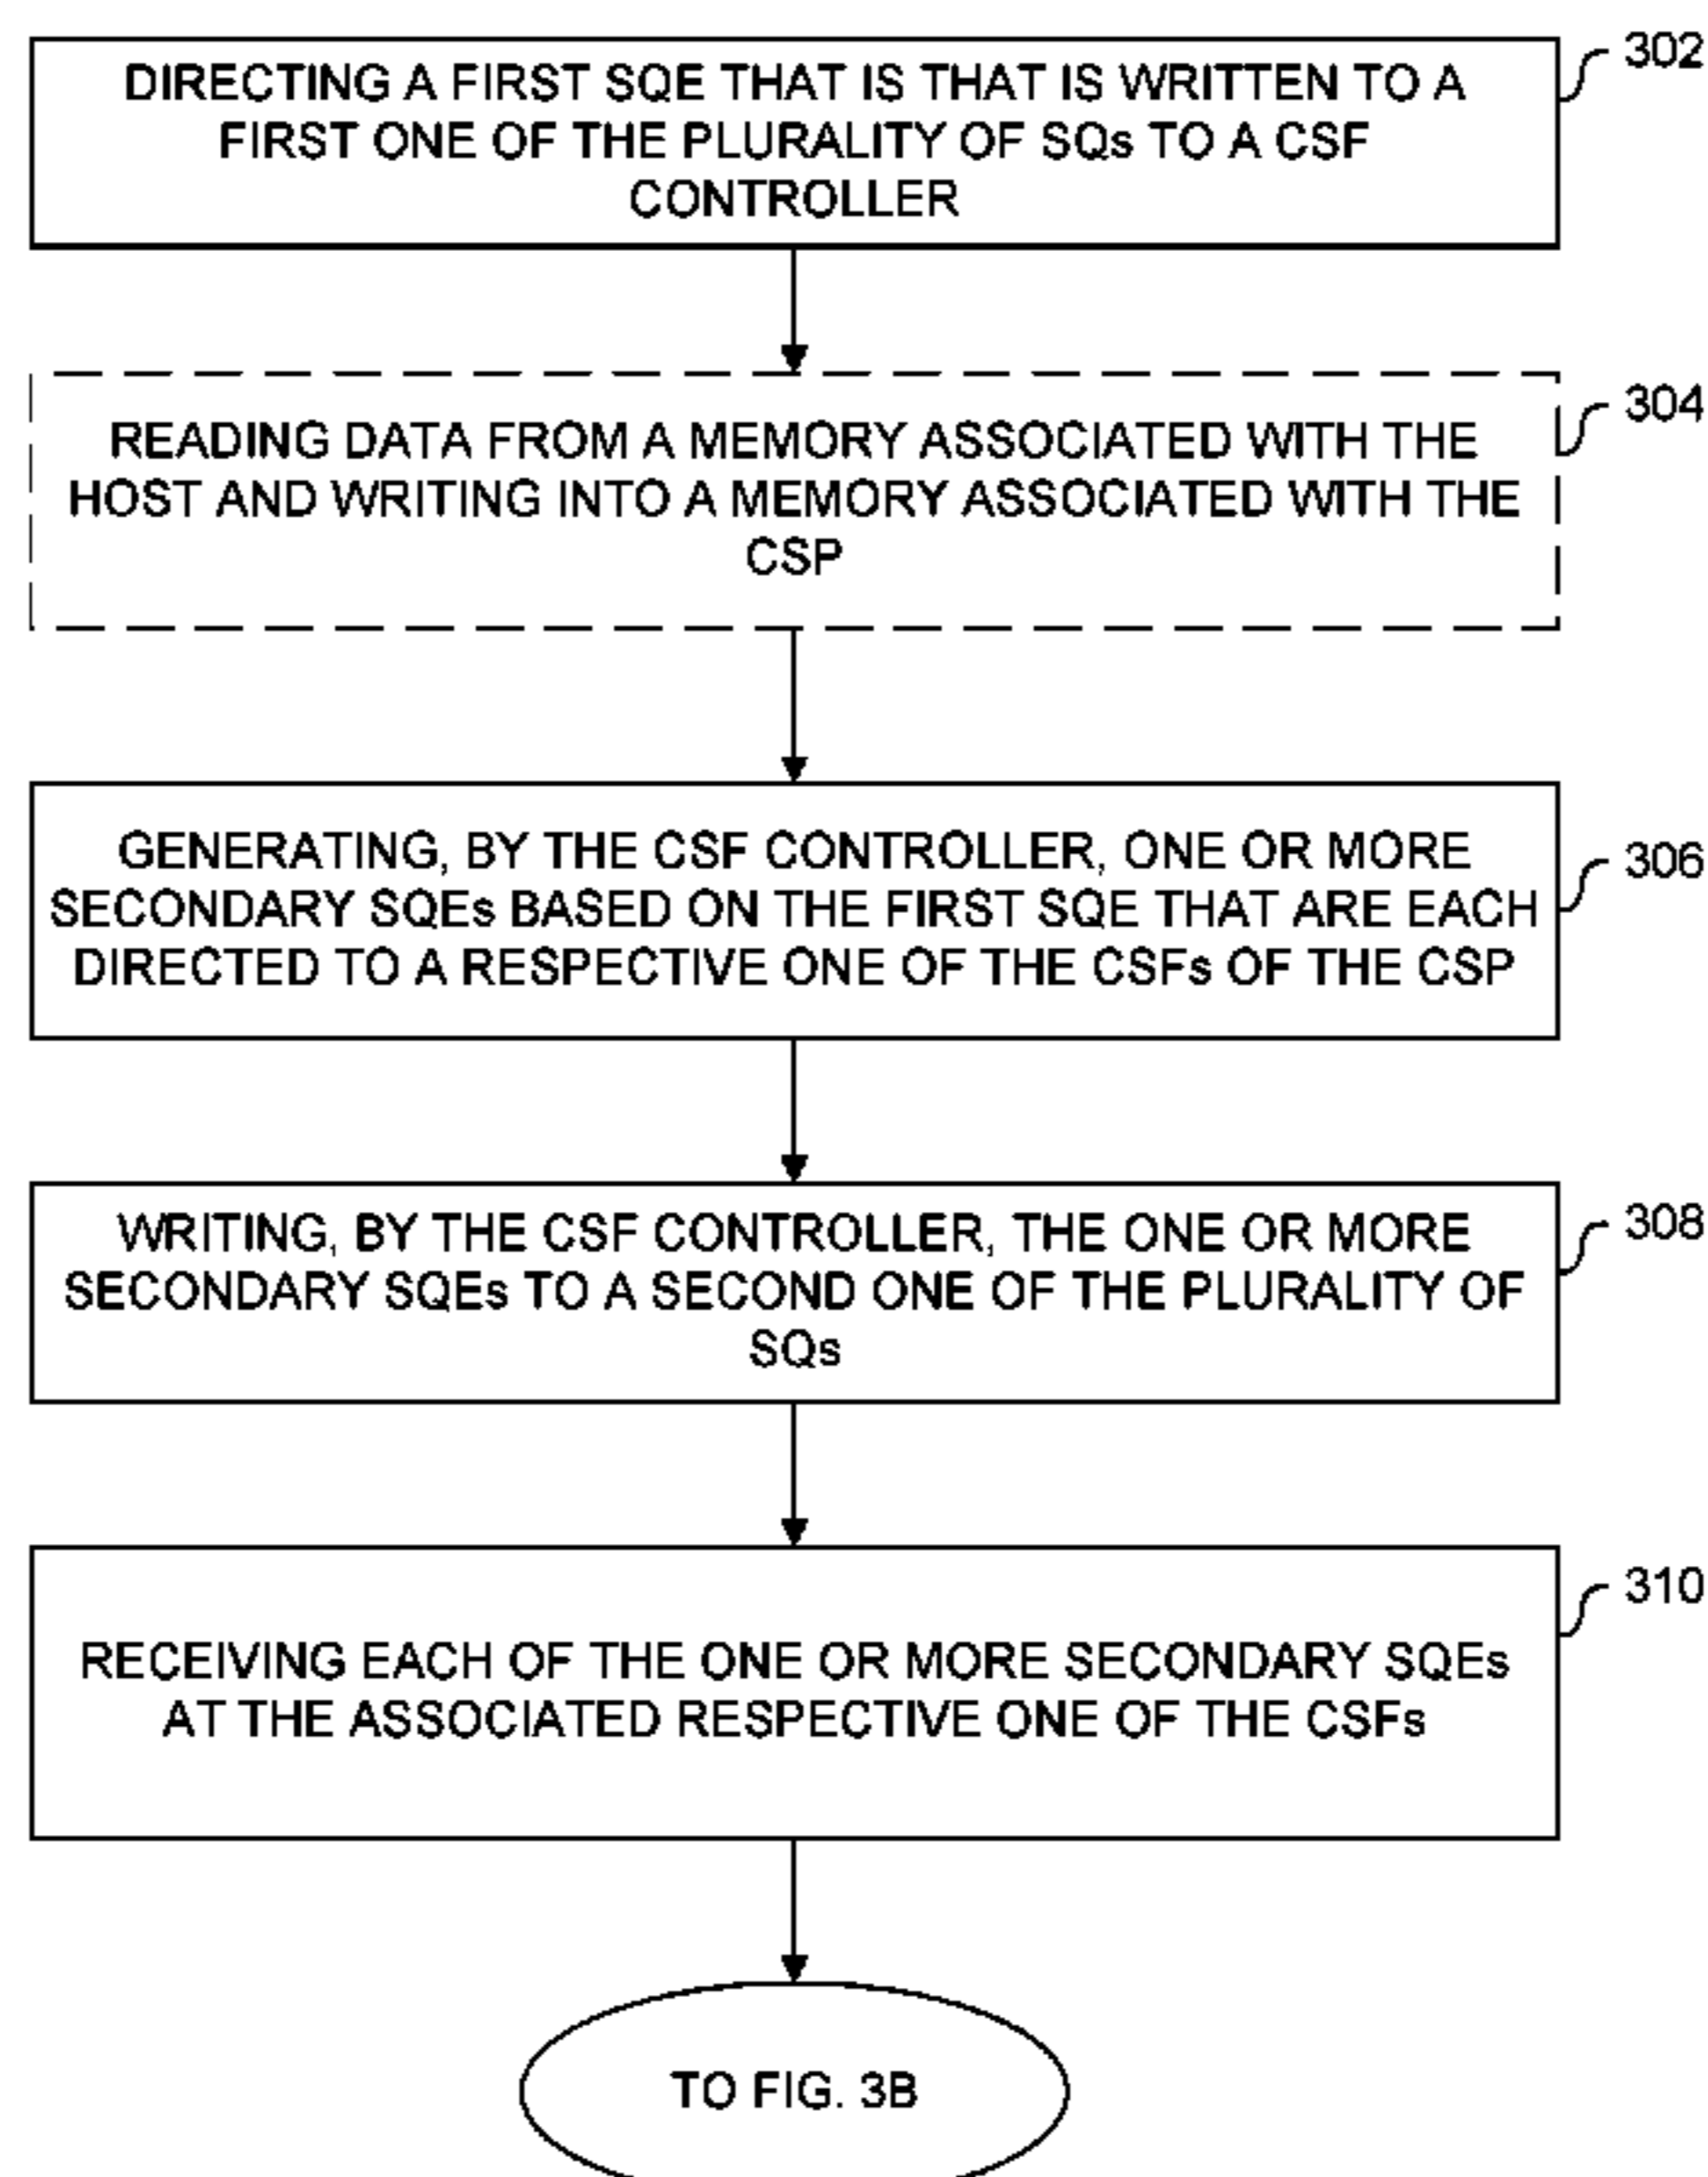 302
DIRECTING A FIRST SQE THAT IS THAT IS WRITTEN TO A
FIRST ONE OF THE PLURALITY OF SQs TO A CSF
CONTROLLER
304
READING DATA FROM A MEMORY ASSOCIATED WITH THE
HOST AND WRITING INTO A MEMORY ASSOCIATED WITH THE
CSP
306
GENERATING, BY THE CSF CONTROLLER, ONE OR MORE
SECONDARY SQEs BASED ON THE FIRST SQE THAT ARE EACH
DIRECTED TO A RESPECTIVE ONE OF THE CSFs OF THE CSP
308
WRITING, BY THE CSF CONTROLLER, THE ONE OR MORE
SECONDARY SQEs TO A SECOND ONE OF THE PLURALITY OF
SQs
310
RECEIVING EACH OF THE ONE OR MORE SECONDARY SQEs
AT THE ASSOCIATED RESPECTIVE ONE OF THE CSFs
TO FIG. 3B